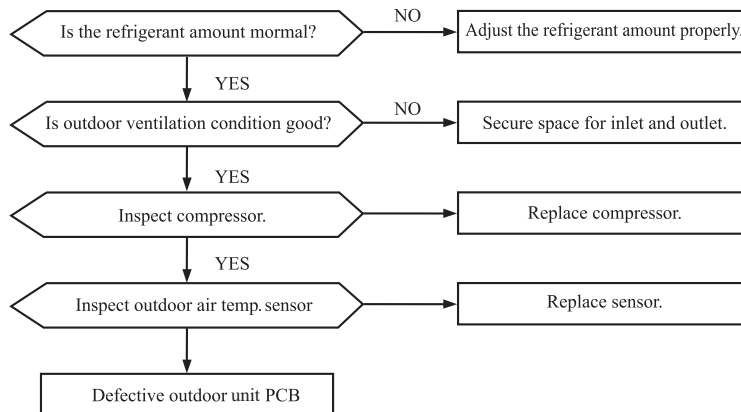 Is the refrigerant amount mormal?
NO
Adjust the refrigerant amount properly.
YES
Is outdoor ventilation condition good?
NO
Secure space for inlet and outlet.
YES
Inspect compressor.
Replace compressor.
YES
Inspect outdoor air temp. sensor
Replace sensor.
Defective outdoor unit PCB